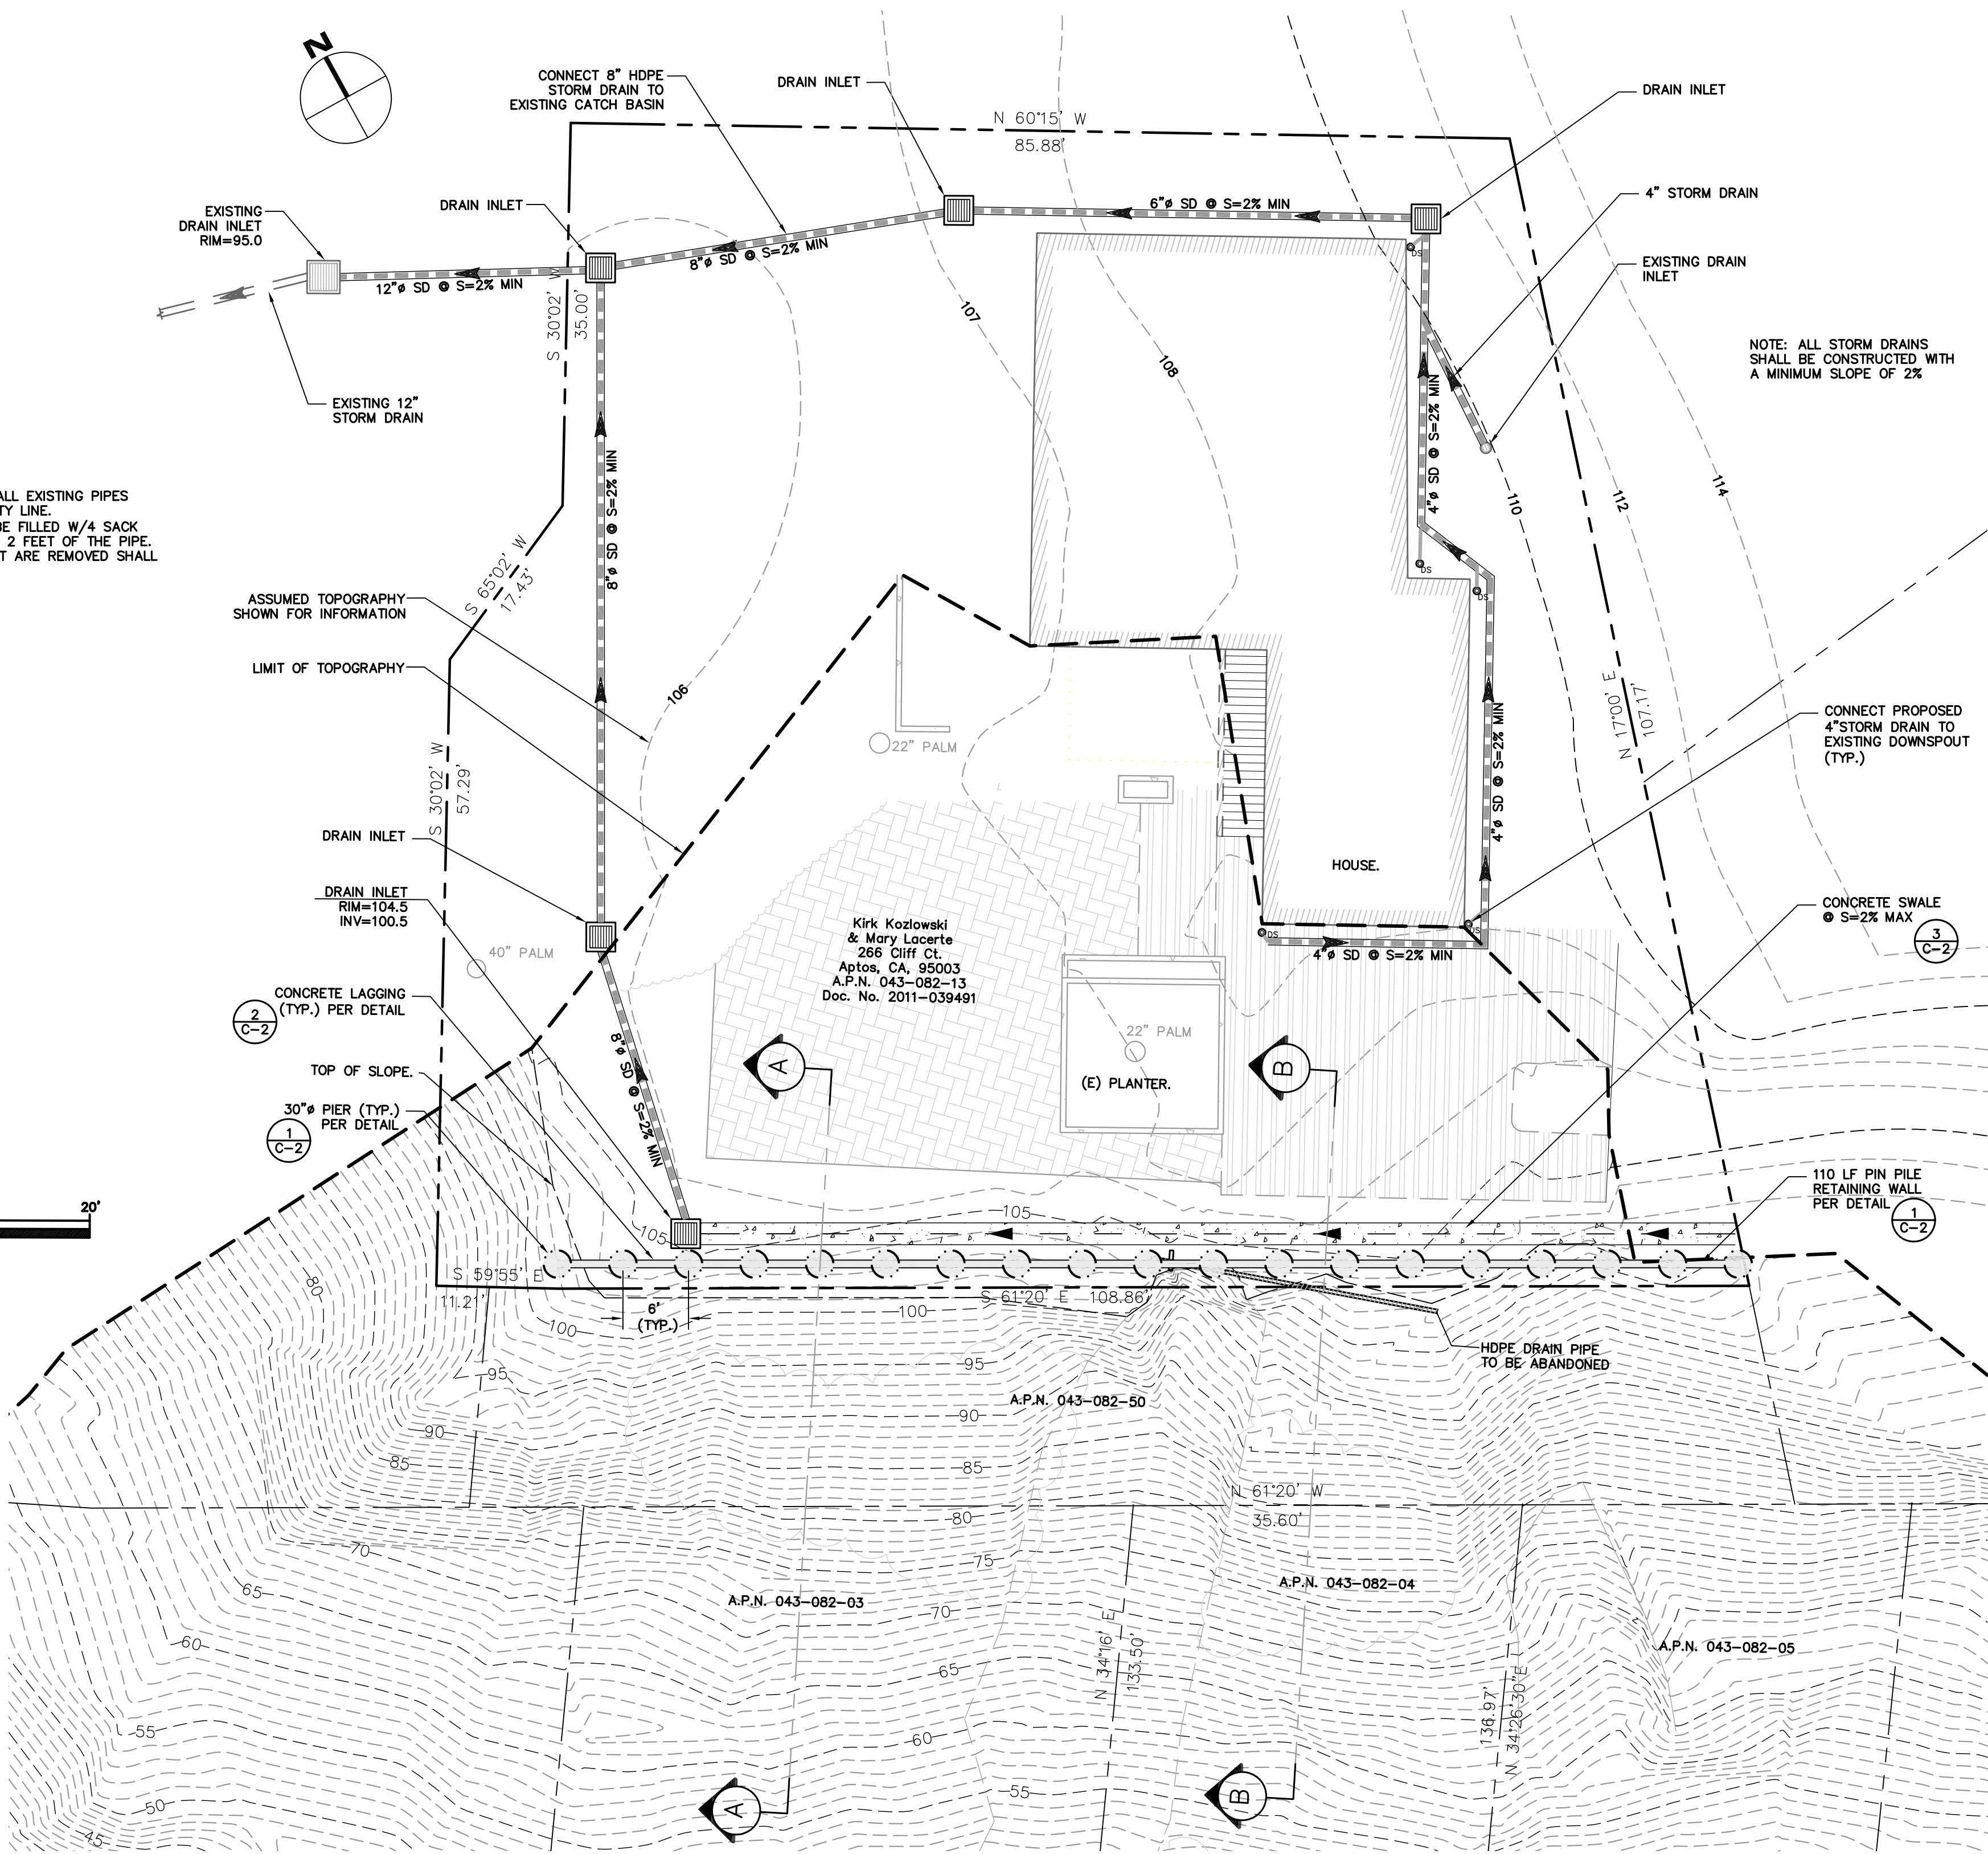 N
CONNECT 8" HDPE
STORM DRAIN TO
EXISTING CATCH BASIN
DRAIN INLET
DRAIN INLET
N 60°15' W
85.88'
EXISTING
DRAIN INLET
RIM=95.0
DRAIN INLET
6"ø SD @ S=2% MIN
4" STORM DRAIN
8"ø SD @ S=2% MIN
12"ø SD @ S=2% MIN
DS
EXISTING DRAIN
INLET
S 30°02' W
35.00'
107
108
NOTE: ALL STORM DRAINS
SHALL BE CONSTRUCTED WITH
A MINIMUM SLOPE OF 2%
EXISTING 12"
STORM DRAIN
4"ø SD @ S=2% MIN
110
112
114
ALL EXISTING PIPES
TY LINE.
BE FILLED W/4 SACK
2 FEET OF THE PIPE.
T ARE REMOVED SHALL
8"ø SD @ S=2% MIN
S 65°02' W
17.43'
DS
DS
ASSUMED TOPOGRAPHY
SHOWN FOR INFORMATION
LIMIT OF TOPOGRAPHY
106
22" PALM
N 17°00' E
107.17'
CONNECT PROPOSED
4"STORM DRAIN TO
EXISTING DOWNSPOUT
(TYP.)
S 30°02' W
57.29'
4"ø SD @ S=2% MIN
DRAIN INLET
HOUSE.
DRAIN INLET
RIM=104.5
INV=100.5
CONCRETE SWALE
@ S=2% MAX
3
C-2
Kirk Kozlowski
& Mary Lacerte
266 Cliff Ct.
Aptos, CA, 95003
A.P.N. 043-082-13
Doc. No. 2011-039491
DS
DS
4"ø SD @ S=2% MIN
40" PALM
CONCRETE LAGGING
(TYP.) PER DETAIL
2
C-2
8"ø SD @ S=2% MIN
22" PALM
A
B
(E) PLANTER.
TOP OF SLOPE.
30"ø PIER (TYP.)
PER DETAIL
1
C-2
110 LF PIN PILE
RETAINING WALL
PER DETAIL
1
C-2
20'
105
105
S 59°55' E
11.21'
S 61°20' E 108.86'
6'
(TYP.)
100
100
80
HDPE DRAIN PIPE
TO BE ABANDONED
95
95
A.P.N. 043-082-50
90
90
85
85
N 61°20' W
35.60'
80
70
75
A.P.N. 043-082-04
65
A.P.N. 043-082-03
70
60
A.P.N. 043-082-05
N 34°16' E
133.50'
65
136.97'
N 34°26'30"E
55
60
55
50
45
A
B